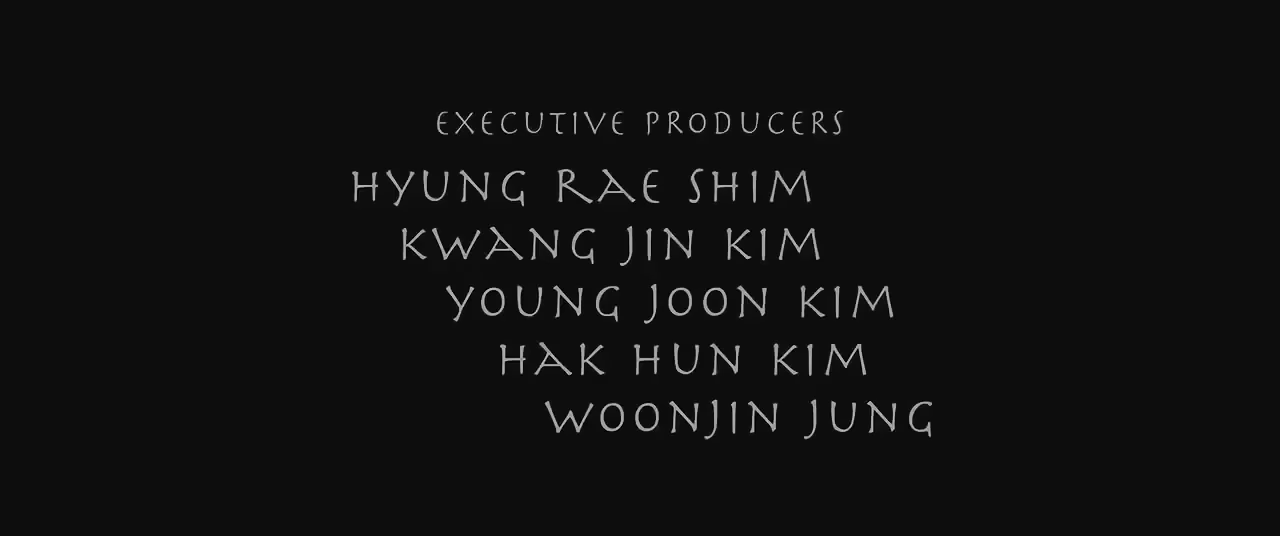 EXECUTIVE PRODUCERS
HYUNG RAE SHIM
KWANG JIN KIM
YOUNG JOON KIM
HAK HUN KIM
WOONJIN JUNG